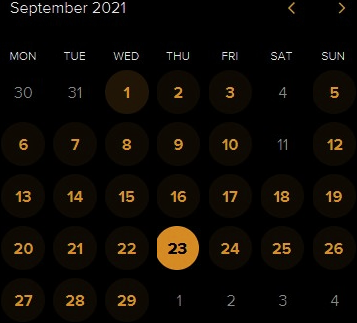 September 2021
MON TUE WED THU FRI SAT SUN
30 31 1 2 3 4 5
6 7 8 9 10 11 12
13 14 15 16 17 18 19
20 21 22 23 24 25 26
27 28 29 1 2 3 4